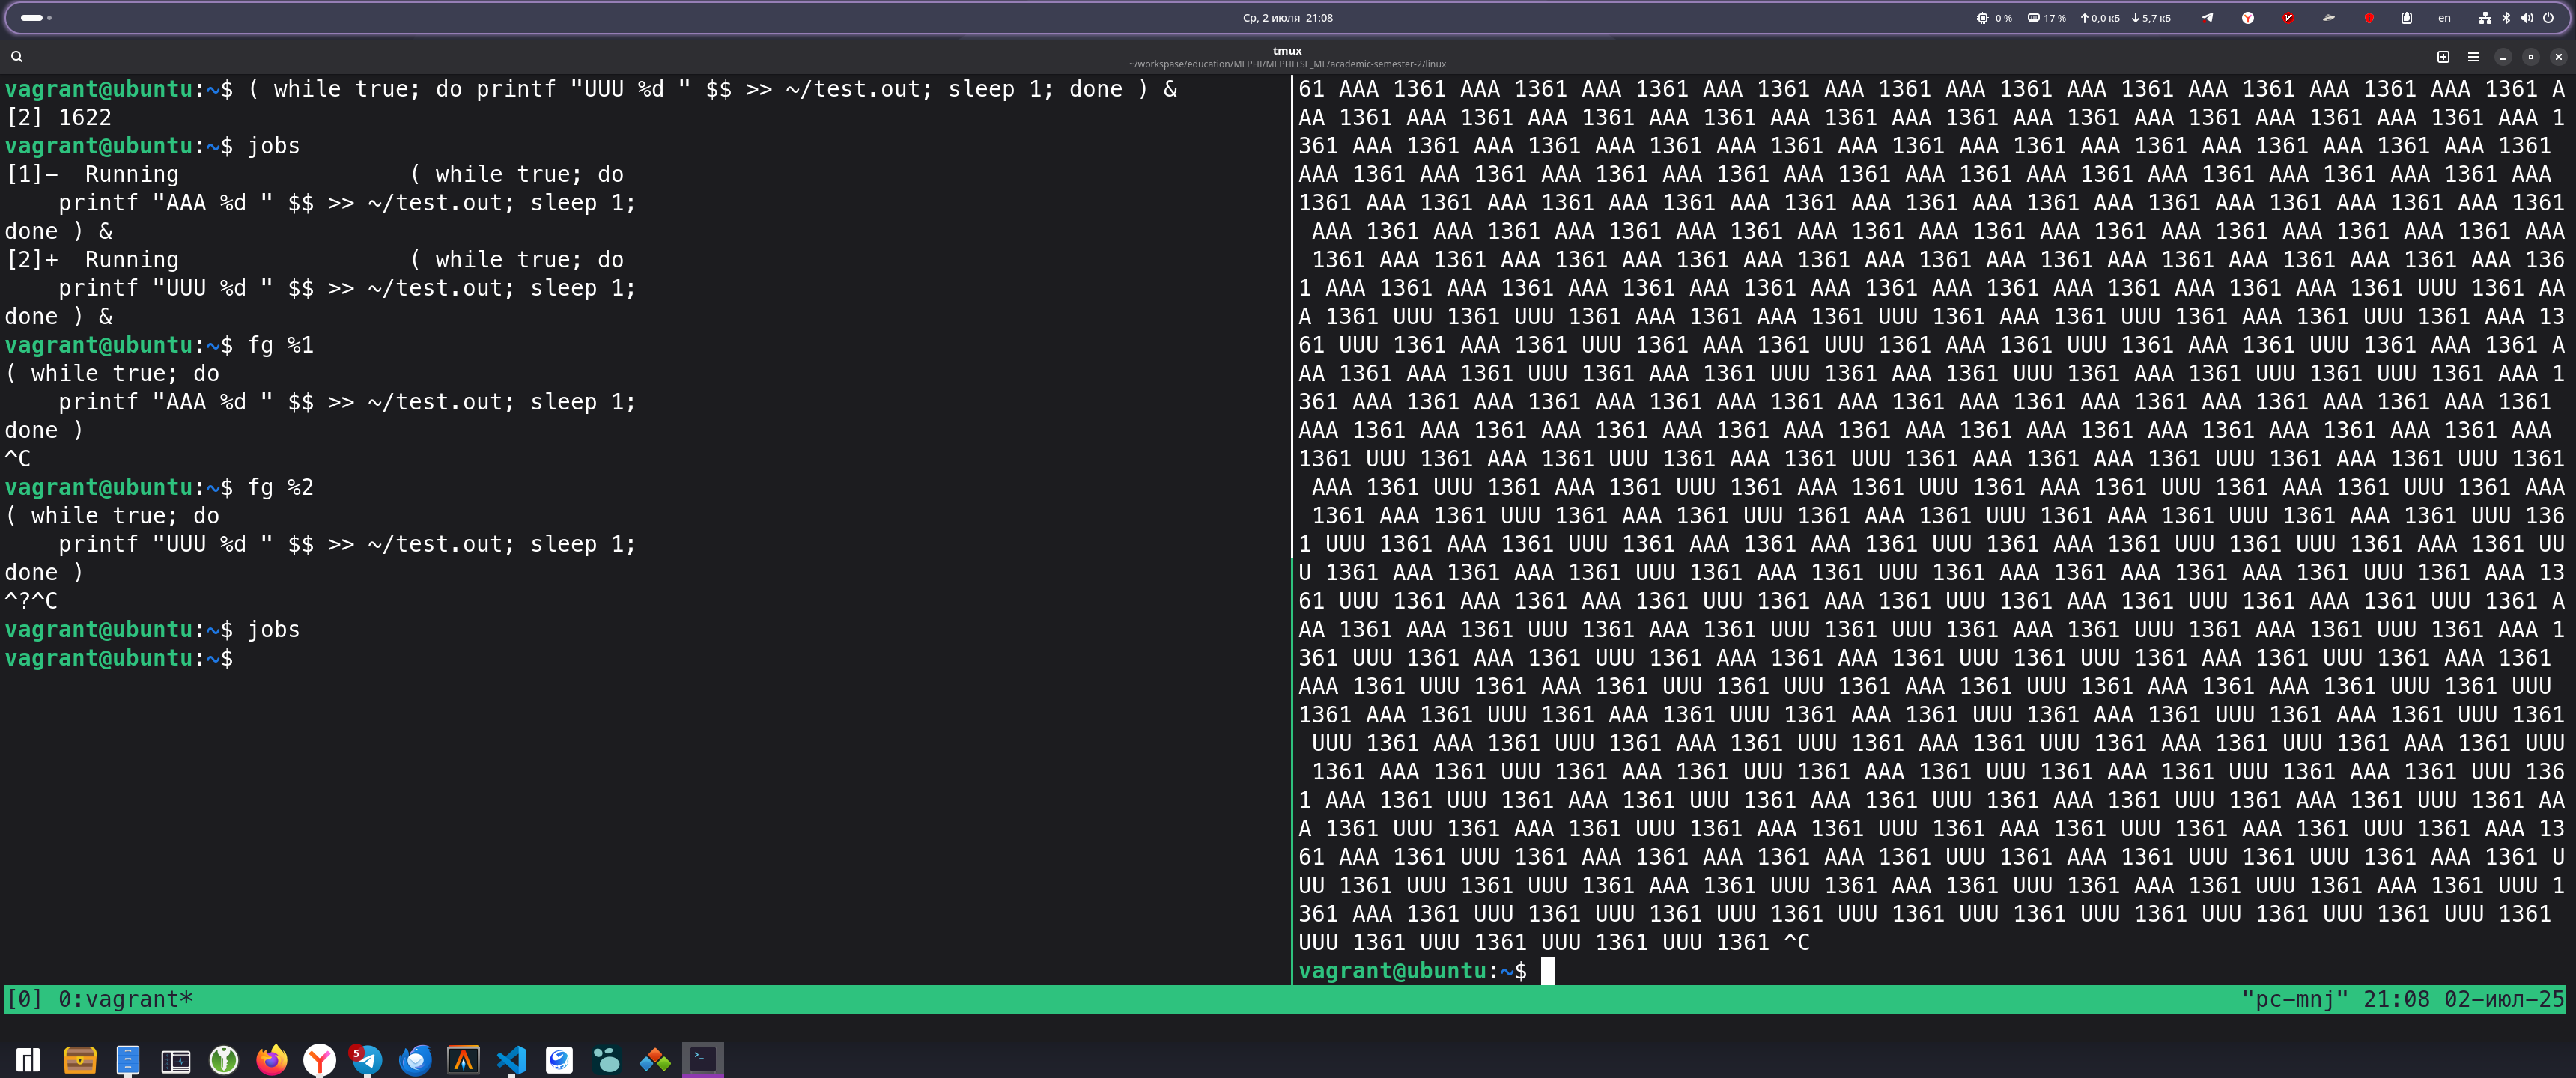 Ср, 2 июля 21:08
0 %
17 %
0,0 кБ
5,7 кБ
en
tmux
~/workspase/education/MEPHI/MEPHI+SF_ML/academic-semester-2/linux
vagrant@ubuntu:~$ ( while true; do printf "UUU %d " $$ >> ~/test.out; sleep 1; done ) &
[2] 1622
vagrant@ubuntu:~$ jobs
[1]-  Running                 ( while true; do
    printf "AAA %d " $$ >> ~/test.out; sleep 1;
done ) &
[2]+  Running                 ( while true; do
    printf "UUU %d " $$ >> ~/test.out; sleep 1;
done ) &
vagrant@ubuntu:~$ fg %1
( while true; do
    printf "AAA %d " $$ >> ~/test.out; sleep 1;
done )
^C
vagrant@ubuntu:~$ fg %2
( while true; do
    printf "UUU %d " $$ >> ~/test.out; sleep 1;
done )
^?^C
vagrant@ubuntu:~$ jobs
vagrant@ubuntu:~$
61 AAA 1361 AAA 1361 AAA 1361 AAA 1361 AAA 1361 AAA 1361 AAA 1361 AAA 1361 AAA 1361 AAA 1361 A
AA 1361 AAA 1361 AAA 1361 AAA 1361 AAA 1361 AAA 1361 AAA 1361 AAA 1361 AAA 1361 AAA 1361 AAA 1
361 AAA 1361 AAA 1361 AAA 1361 AAA 1361 AAA 1361 AAA 1361 AAA 1361 AAA 1361 AAA 1361 AAA 1361
AAA 1361 AAA 1361 AAA 1361 AAA 1361 AAA 1361 AAA 1361 AAA 1361 AAA 1361 AAA 1361 AAA 1361 AAA
1361 AAA 1361 AAA 1361 AAA 1361 AAA 1361 AAA 1361 AAA 1361 AAA 1361 AAA 1361 AAA 1361 AAA 1361
 AAA 1361 AAA 1361 AAA 1361 AAA 1361 AAA 1361 AAA 1361 AAA 1361 AAA 1361 AAA 1361 AAA 1361 AAA
 1361 AAA 1361 AAA 1361 AAA 1361 AAA 1361 AAA 1361 AAA 1361 AAA 1361 AAA 1361 AAA 1361 AAA 136
1 AAA 1361 AAA 1361 AAA 1361 AAA 1361 AAA 1361 AAA 1361 AAA 1361 AAA 1361 AAA 1361 UUU 1361 AA
A 1361 UUU 1361 UUU 1361 AAA 1361 AAA 1361 UUU 1361 AAA 1361 UUU 1361 AAA 1361 UUU 1361 AAA 13
61 UUU 1361 AAA 1361 UUU 1361 AAA 1361 UUU 1361 AAA 1361 UUU 1361 AAA 1361 UUU 1361 AAA 1361 A
AA 1361 AAA 1361 UUU 1361 AAA 1361 UUU 1361 AAA 1361 UUU 1361 AAA 1361 UUU 1361 UUU 1361 AAA 1
361 AAA 1361 AAA 1361 AAA 1361 AAA 1361 AAA 1361 AAA 1361 AAA 1361 AAA 1361 AAA 1361 AAA 1361
AAA 1361 AAA 1361 AAA 1361 AAA 1361 AAA 1361 AAA 1361 AAA 1361 AAA 1361 AAA 1361 AAA 1361 AAA
1361 UUU 1361 AAA 1361 UUU 1361 AAA 1361 UUU 1361 AAA 1361 AAA 1361 UUU 1361 AAA 1361 UUU 1361
 AAA 1361 UUU 1361 AAA 1361 UUU 1361 AAA 1361 UUU 1361 AAA 1361 UUU 1361 AAA 1361 UUU 1361 AAA
 1361 AAA 1361 UUU 1361 AAA 1361 UUU 1361 AAA 1361 UUU 1361 AAA 1361 UUU 1361 AAA 1361 UUU 136
1 UUU 1361 AAA 1361 UUU 1361 AAA 1361 AAA 1361 UUU 1361 AAA 1361 UUU 1361 UUU 1361 AAA 1361 UU
U 1361 AAA 1361 AAA 1361 UUU 1361 AAA 1361 UUU 1361 AAA 1361 AAA 1361 AAA 1361 UUU 1361 AAA 13
61 UUU 1361 AAA 1361 AAA 1361 UUU 1361 AAA 1361 UUU 1361 AAA 1361 UUU 1361 AAA 1361 UUU 1361 A
AA 1361 AAA 1361 UUU 1361 AAA 1361 UUU 1361 UUU 1361 AAA 1361 UUU 1361 AAA 1361 UUU 1361 AAA 1
361 UUU 1361 AAA 1361 UUU 1361 AAA 1361 AAA 1361 UUU 1361 UUU 1361 AAA 1361 UUU 1361 AAA 1361
AAA 1361 UUU 1361 AAA 1361 UUU 1361 UUU 1361 AAA 1361 UUU 1361 AAA 1361 AAA 1361 UUU 1361 UUU
1361 AAA 1361 UUU 1361 AAA 1361 UUU 1361 AAA 1361 UUU 1361 AAA 1361 UUU 1361 AAA 1361 UUU 1361
 UUU 1361 AAA 1361 UUU 1361 AAA 1361 UUU 1361 AAA 1361 UUU 1361 AAA 1361 UUU 1361 AAA 1361 UUU
 1361 AAA 1361 UUU 1361 AAA 1361 UUU 1361 AAA 1361 UUU 1361 AAA 1361 UUU 1361 AAA 1361 UUU 136
1 AAA 1361 UUU 1361 AAA 1361 UUU 1361 AAA 1361 UUU 1361 AAA 1361 UUU 1361 AAA 1361 UUU 1361 AA
A 1361 UUU 1361 AAA 1361 UUU 1361 AAA 1361 UUU 1361 AAA 1361 UUU 1361 AAA 1361 UUU 1361 AAA 13
61 AAA 1361 UUU 1361 AAA 1361 AAA 1361 AAA 1361 UUU 1361 AAA 1361 UUU 1361 UUU 1361 AAA 1361 U
UU 1361 UUU 1361 UUU 1361 AAA 1361 UUU 1361 AAA 1361 UUU 1361 AAA 1361 UUU 1361 AAA 1361 UUU 1
361 AAA 1361 UUU 1361 UUU 1361 UUU 1361 UUU 1361 UUU 1361 UUU 1361 UUU 1361 UUU 1361 UUU 1361
UUU 1361 UUU 1361 UUU 1361 UUU 1361 ^C
vagrant@ubuntu:~$
[0] 0:vagrant*
"pc-mnj" 21:08 02-июл-25
5